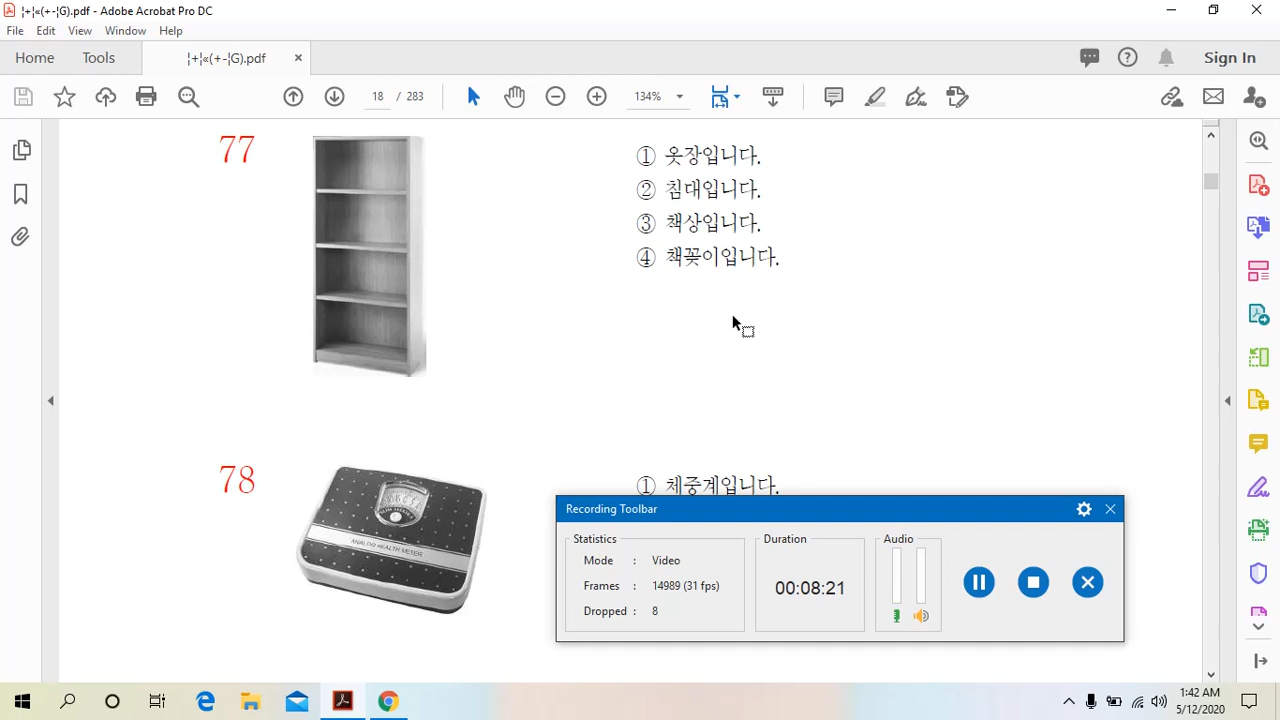 ¦+¦«(+-¦G).pdf - Adobe Acrobat Pro DC
File Edit View Window Help
Home Tools ¦+¦«(+-¦G).pdf × Sign In
18 / 283 134%
77
① 옷장입니다.
② 침대입니다.
③ 책상입니다.
④ 책꽂이입니다.
78
① 체중계입니다.
ANALOG HEALTH METER
Recording Toolbar
Statistics
Mode : Video
Frames : 14989 (31 fps)
Dropped : 8
Duration
00:08:21
Audio
1:42 AM
5/12/2020